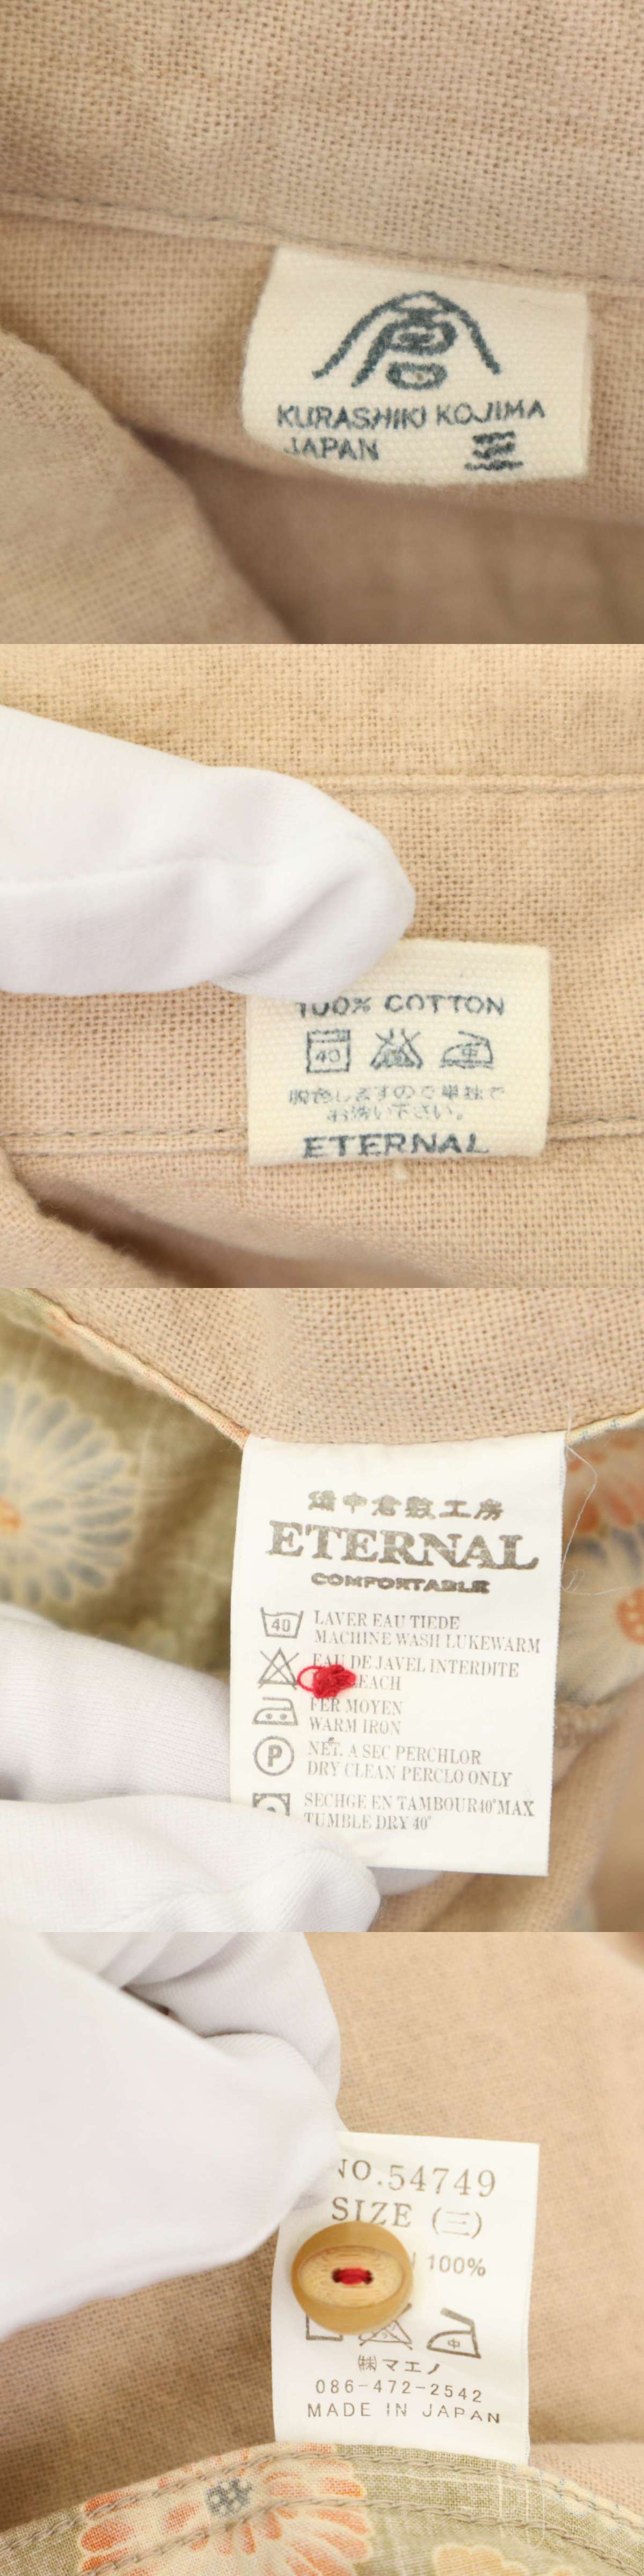 倉
KURASHIKI KOJIMA
JAPAN 三
100% COTTON
40
中
脱色しますので単独で
お洗い下さい。
ETERNAL
備中倉敷工房
ETERNAL
COMFORTABLE
40 LAVER EAU TIEDE
MACHINE WASH LUKEWARM
EAU DE JAVEL INTERDITE
FER MOYEN
WARM IRON
P NET. A SEC PERCHLOR
DRY CLEAN PERCLO ONLY
SECHGE EN TAMBOUR40°MAX
TUMBLE DRY 40°
NO.54749
SIZE (三)
100%
中
㈱マエノ
086-472-2542
MADE IN JAPAN